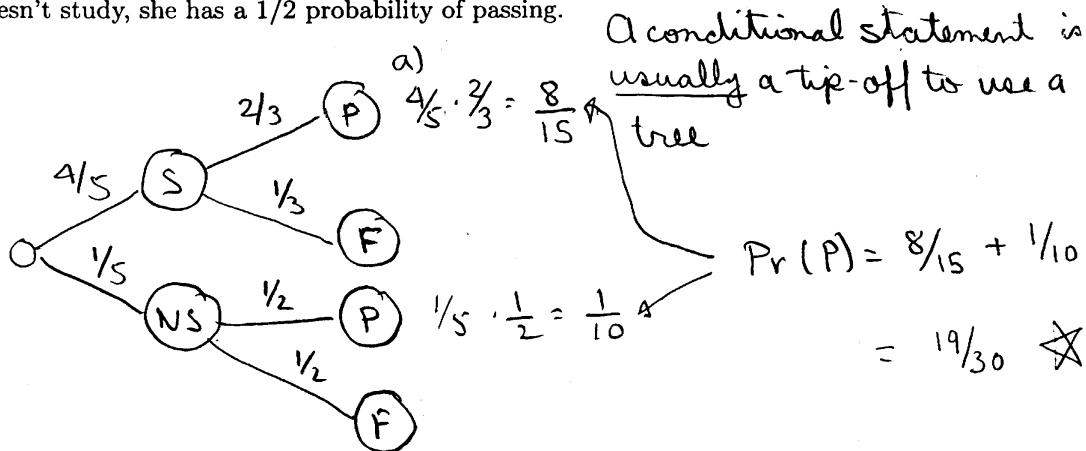 esn't study, she has a 1/2 probability of passing.
A conditional statement is
usually a tip-off to use a
tree
a)
2/3 P 4/5 · 2/3 = 8/15
4/5 S
1/3
F
1/5
Pr(P) = 8/15 + 1/10
NS 1/2 P 1/5 · 1/2 = 1/10
= 19/30
1/2
F